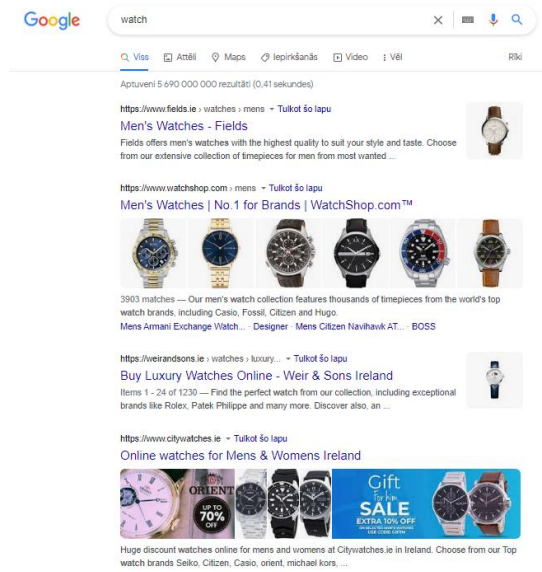 Google
watch
Viss Attēli Maps Iepirkšanās Video Vēl Rīki
Aptuveni 5 690 000 000 rezultāti (0,41 sekundes)
https://www.fields.ie › watches › mens Tulkot šo lapu
Men's Watches - Fields
Fields offers men's watches with the highest quality to suit your style and taste. Choose
from our extensive collection of timepieces for men from most wanted ...
https://www.watchshop.com › mens Tulkot šo lapu
Men's Watches | No.1 for Brands | WatchShop.com™
3903 matches — Our men's watch collection features thousands of timepieces from the world's top
watch brands, including Casio, Fossil, Citizen and Hugo.
Mens Armani Exchange Watch... · Designer · Mens Citizen Navihawk AT... · BOSS
https://weirandsons.ie › watches › luxury... Tulkot šo lapu
Buy Luxury Watches Online - Weir & Sons Ireland
Items 1 - 24 of 1230 — Find the perfect watch from our collection, including exceptional
brands like Rolex, Patek Philippe and many more. Discover also, an ...
https://www.citywatches.ie Tulkot šo lapu
Online watches for Mens & Womens Ireland
ORIENT
UP TO
70%
OFF
Gift
for him
SALE
EXTRA 10% OFF
ON SELECTED MEN'S WATCHES
Huge discount watches online for mens and womens at Citywatches.ie in Ireland. Choose from our Top
watch brands Seiko, Citizen, Casio, orient, michael kors, ...